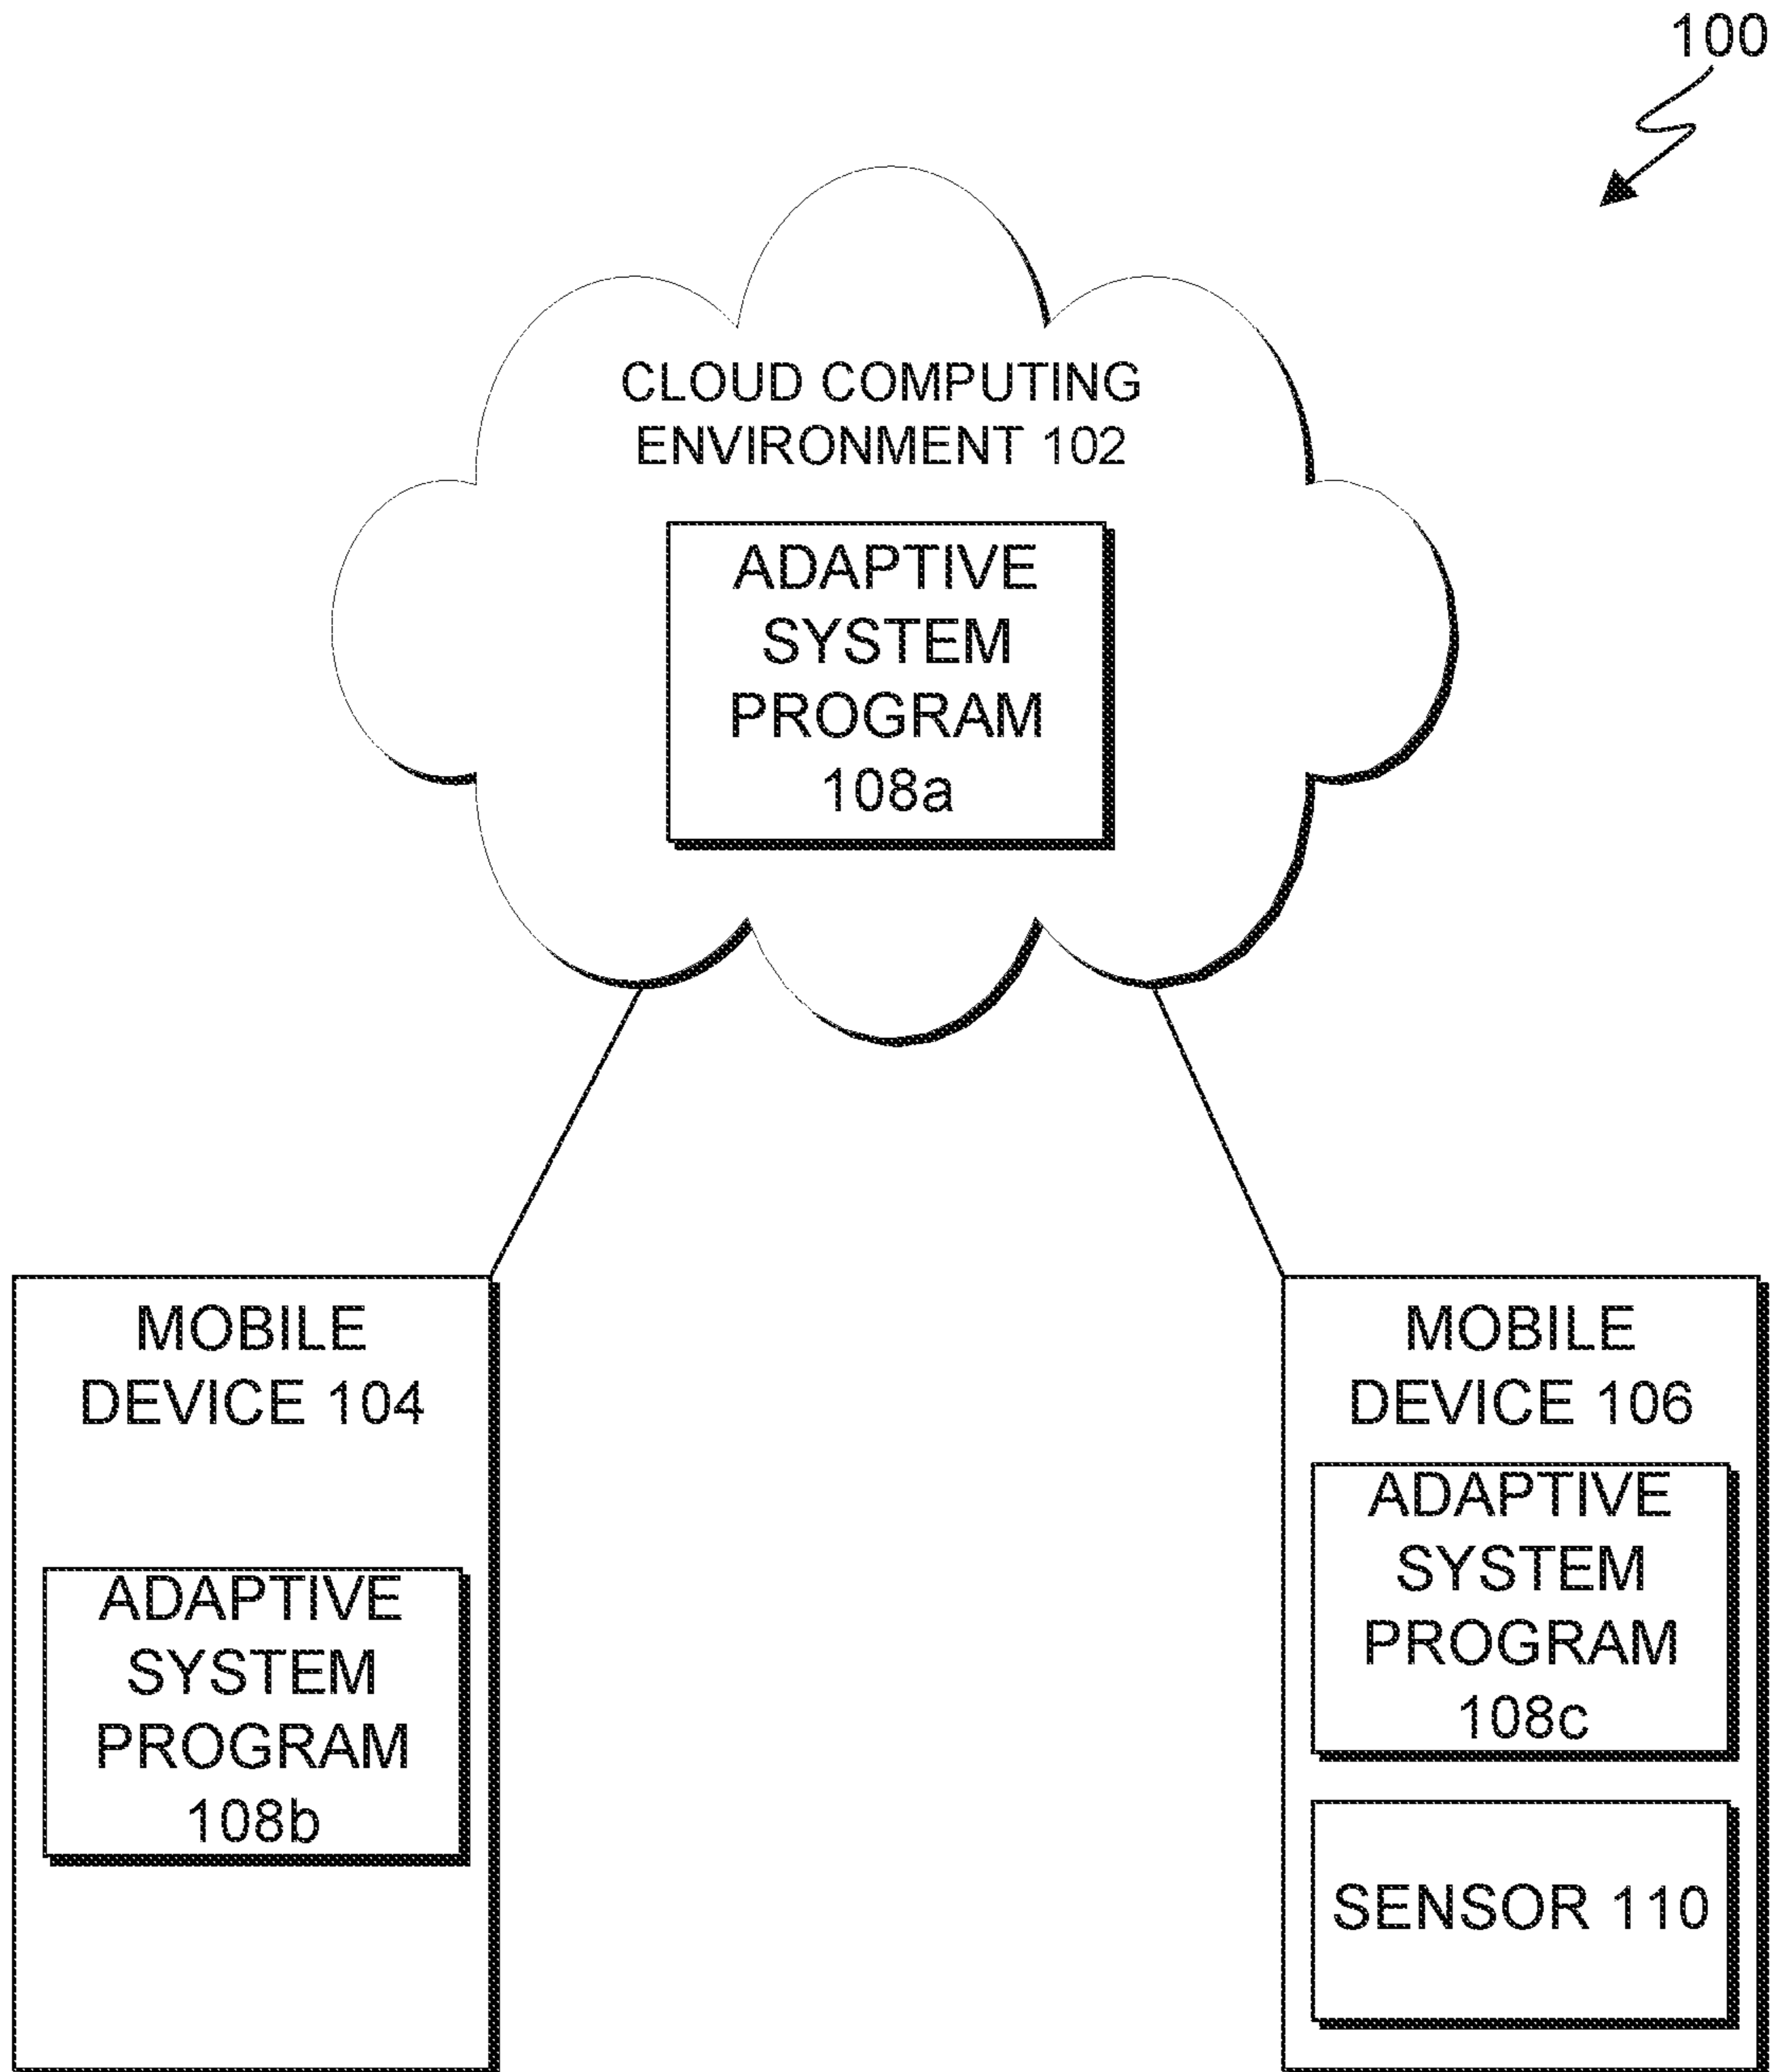 100
CLOUD COMPUTING
ENVIRONMENT 102
ADAPTIVE
SYSTEM
PROGRAM
108a
MOBILE
DEVICE 104
ADAPTIVE
SYSTEM
PROGRAM
108b
MOBILE
DEVICE 106
ADAPTIVE
SYSTEM
PROGRAM
108c
SENSOR 110